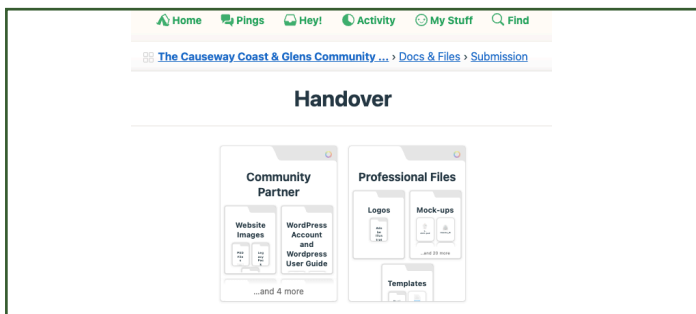 Home Pings Hey! Activity My Stuff Find
The Causeway Coast & Glens Community ... › Docs & Files › Submission
Handover
Community
Partner
Website
Images
WordPress
Account
and
Wordpress
User Guide
...and 4 more
Professional Files
Logos
Mock-ups
...and 33 more
Templates